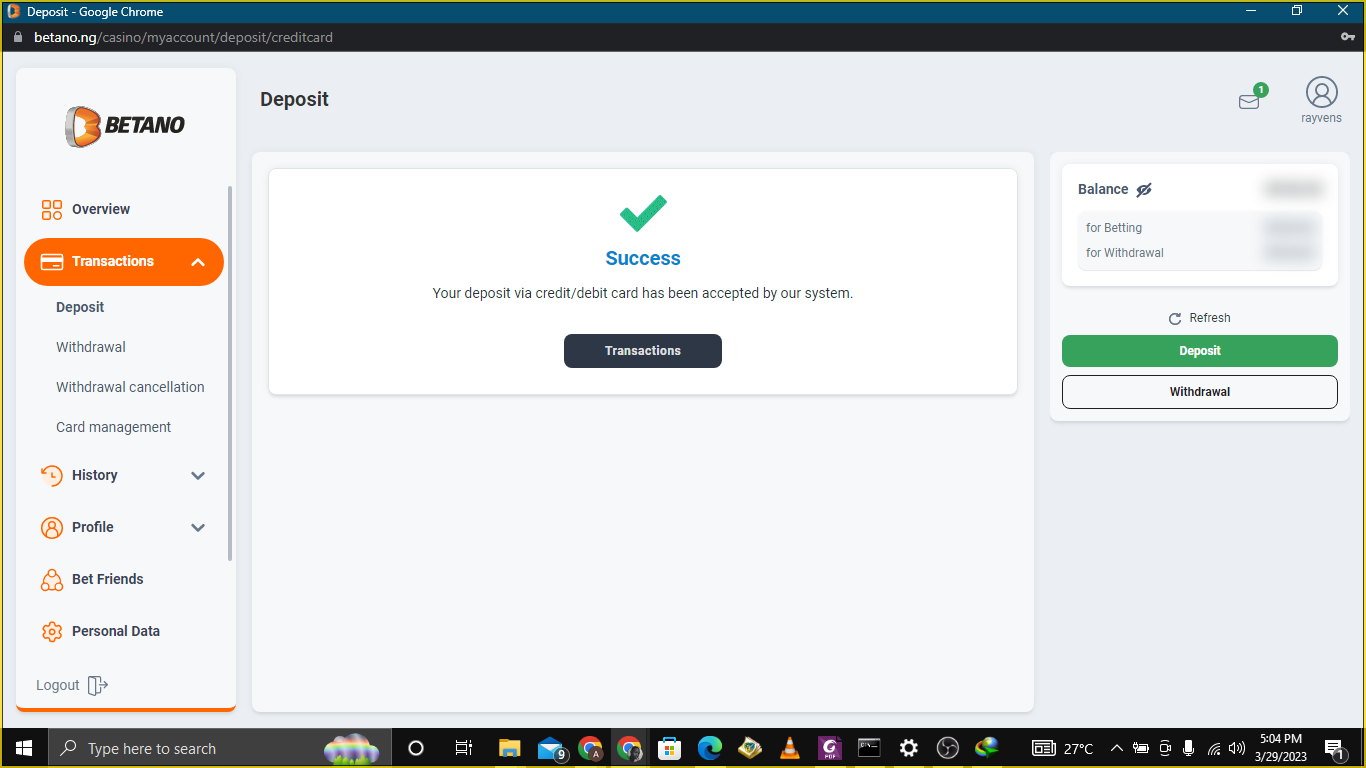 Deposit - Google Chrome
betano.ng/casino/myaccount/deposit/creditcard
BETANO
Overview
Transactions
Deposit
Withdrawal
Withdrawal cancellation
Card management
History
Profile
Bet Friends
Personal Data
Logout
Deposit
1
rayvens
Success
Your deposit via credit/debit card has been accepted by our system.
Transactions
Balance
for Betting
for Withdrawal
Refresh
Deposit
Withdrawal
Type here to search
9
A
G
PDF
27°C
5:04 PM
3/29/2023
1